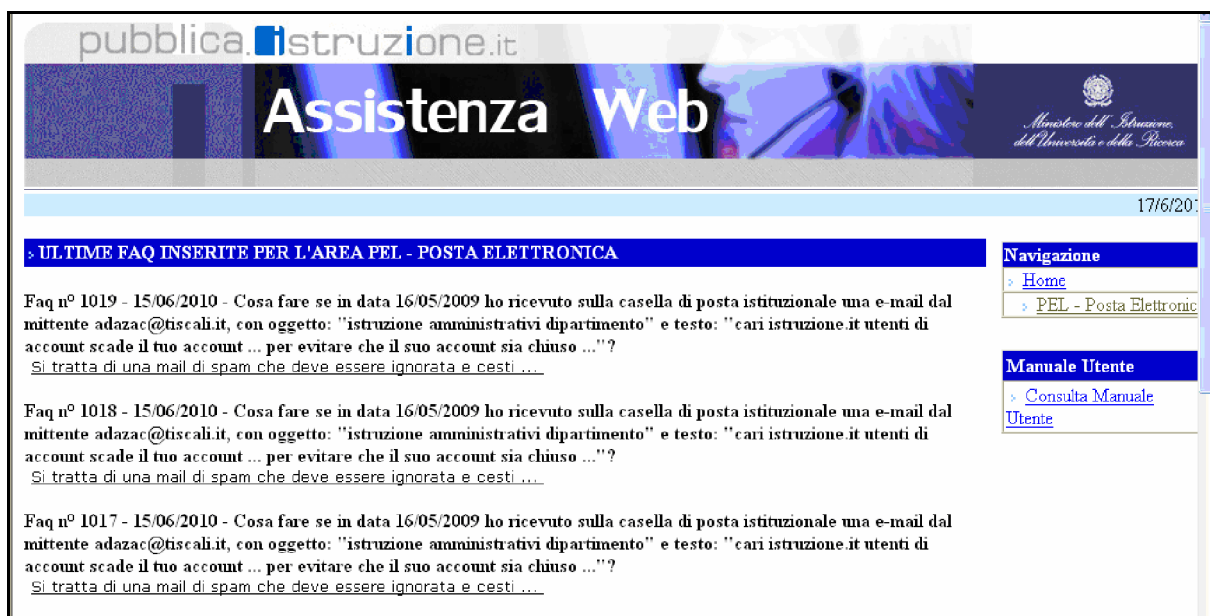 pubblica.istruzione.it
Assistenza Web
Ministero dell'Istruzione,
dell'Università e della Ricerca
17/6/201
> ULTIME FAQ INSERITE PER L'AREA PEL - POSTA ELETTRONICA
Faq n° 1019 - 15/06/2010 - Cosa fare se in data 16/05/2009 ho ricevuto sulla casella di posta istituzionale una e-mail dal
mittente adazac@tiscali.it, con oggetto: "istruzione amministrativi dipartimento" e testo: "cari istruzione.it utenti di
account scade il tuo account ... per evitare che il suo account sia chiuso ..."?
Si tratta di una mail di spam che deve essere ignorata e cesti ...
Faq n° 1018 - 15/06/2010 - Cosa fare se in data 16/05/2009 ho ricevuto sulla casella di posta istituzionale una e-mail dal
mittente adazac@tiscali.it, con oggetto: "istruzione amministrativi dipartimento" e testo: "cari istruzione.it utenti di
account scade il tuo account ... per evitare che il suo account sia chiuso ..."?
Si tratta di una mail di spam che deve essere ignorata e cesti ...
Faq n° 1017 - 15/06/2010 - Cosa fare se in data 16/05/2009 ho ricevuto sulla casella di posta istituzionale una e-mail dal
mittente adazac@tiscali.it, con oggetto: "istruzione amministrativi dipartimento" e testo: "cari istruzione.it utenti di
account scade il tuo account ... per evitare che il suo account sia chiuso ..."?
Si tratta di una mail di spam che deve essere ignorata e cesti ...
Navigazione
> Home
> PEL - Posta Elettronic
Manuale Utente
> Consulta Manuale
Utente